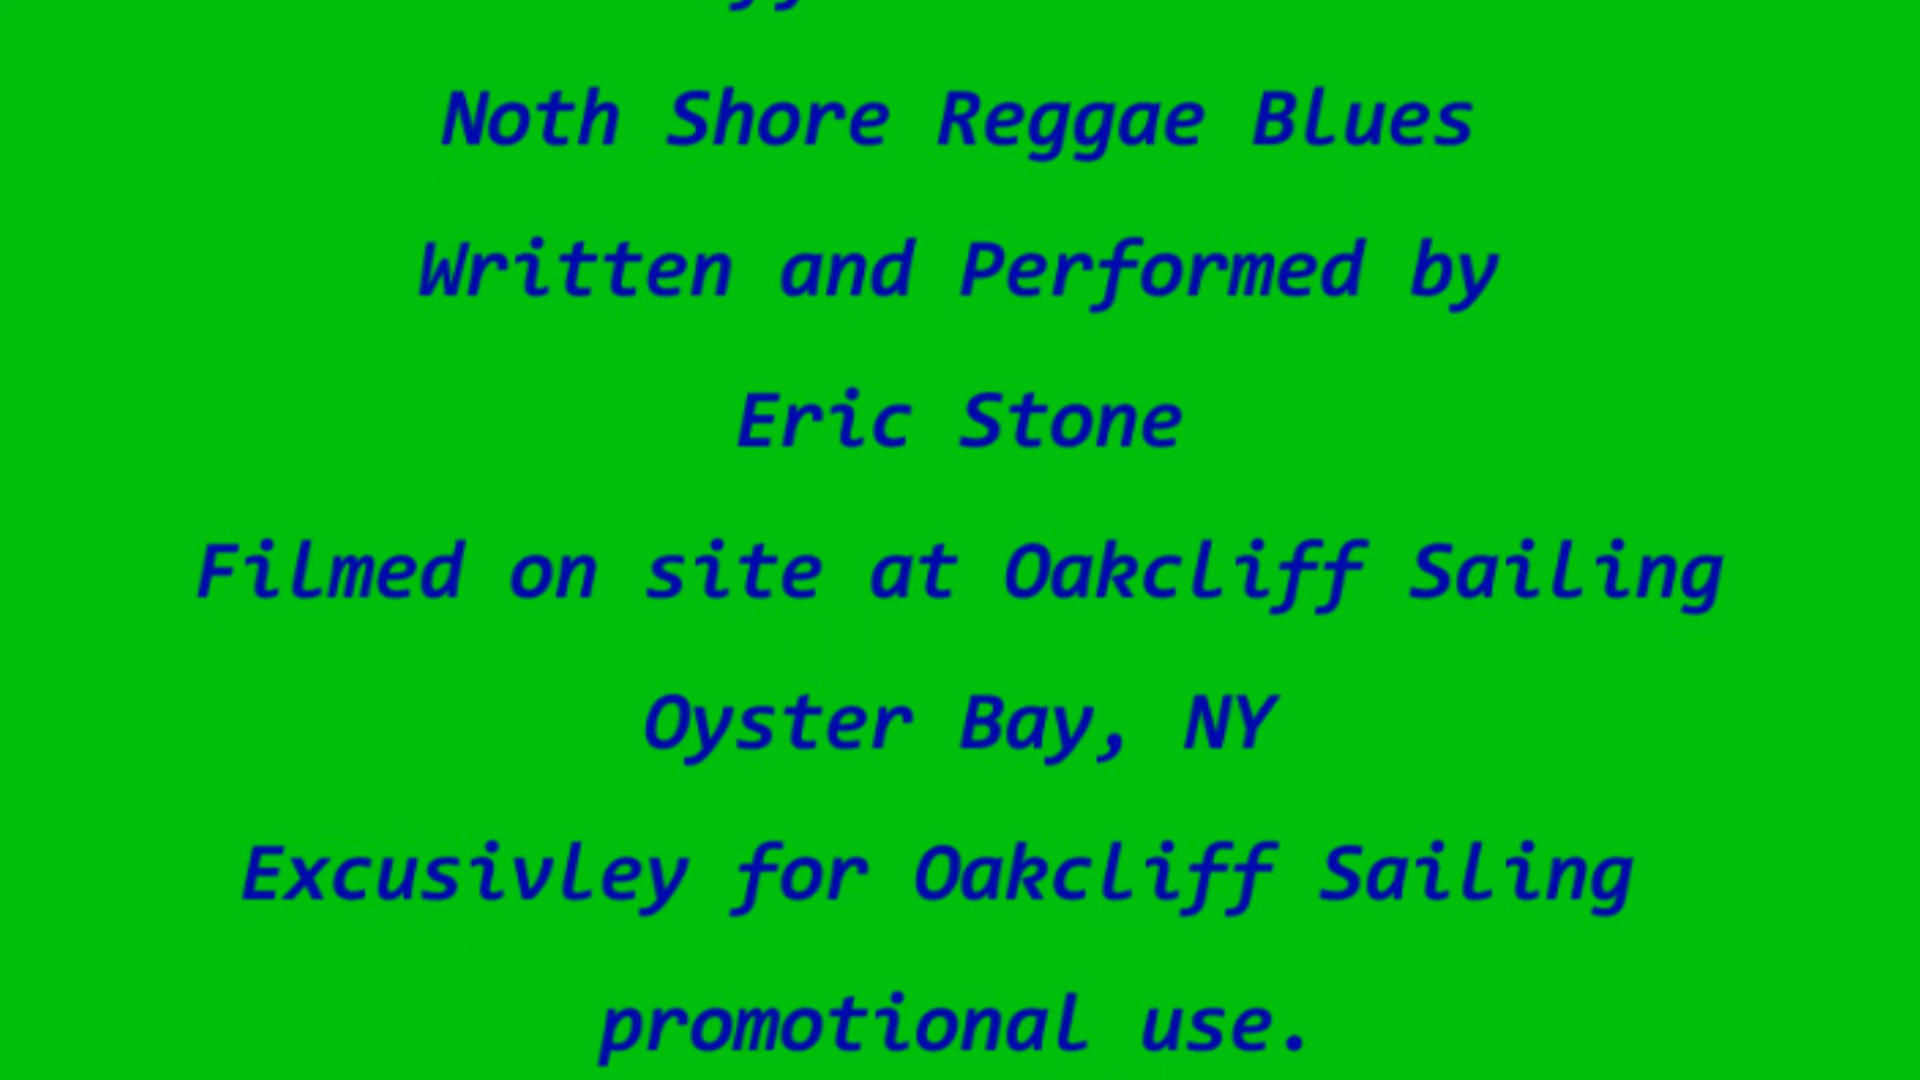 Noth Shore Reggae Blues
Written and Performed by
Eric Stone
Filmed on site at Oakcliff Sailing
Oyster Bay, NY
Excusivley for Oakcliff Sailing
promotional use.